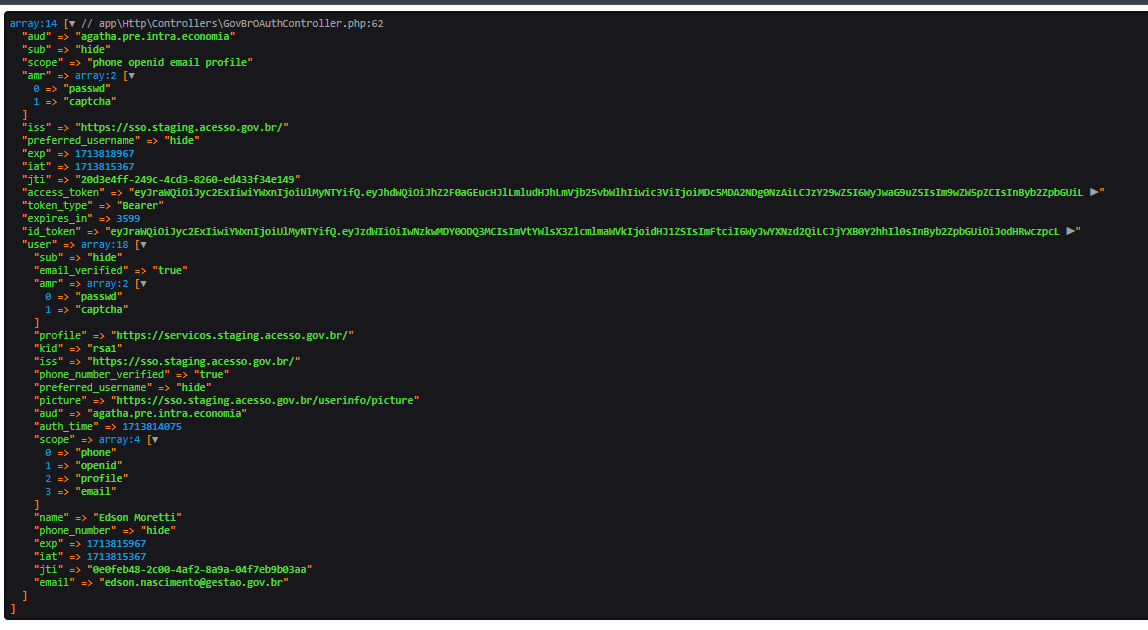 array:14 [▼ // app\Http\Controllers\GovBrOAuthController.php:62
"aud" => "agatha.pre.intra.economia"
"sub" => "hide"
"scope" => "phone openid email profile"
"amr" => array:2 [▼
0 => "passwd"
1 => "captcha"
]
"iss" => "https://sso.staging.acesso.gov.br/"
"preferred_username" => "hide"
"exp" => 1713818967
"iat" => 1713815367
"jti" => "20d3e4ff-249c-4cd3-8260-ed433f34e149"
"access_token" => "eyJraWQiOiJyc2ExIiwiYWxnIjoiUlMyNTYifQ.eyJhdWQiOiJhZ2F0aGEucHJlLmludHJhLmVjb25vbWlhIiwic3ViIjoiMDc5MDA2NDg0NzAiLCJzY29wZSI6WyJwaG9uZSIsIm9wZW5pZCIsInByb2ZpbGUiL ▶"
"token_type" => "Bearer"
"expires_in" => 3599
"id_token" => "eyJraWQiOiJyc2ExIiwiYWxnIjoiUlMyNTYifQ.eyJzdWIiOiIwNzkwMDY0ODQ3MCIsImVtYWlsX3ZlcmlmaWVkIjoidHJ1ZSIsImFtciI6WyJwYXNzd2QiLCJjYXB0Y2hhIl0sInByb2ZpbGUiOiJodHRwczpcL ▶"
"user" => array:18 [▼
"sub" => "hide"
"email_verified" => "true"
"amr" => array:2 [▼
0 => "passwd"
1 => "captcha"
]
"profile" => "https://servicos.staging.acesso.gov.br/"
"kid" => "rsa1"
"iss" => "https://sso.staging.acesso.gov.br/"
"phone_number_verified" => "true"
"preferred_username" => "hide"
"picture" => "https://sso.staging.acesso.gov.br/userinfo/picture"
"aud" => "agatha.pre.intra.economia"
"auth_time" => 1713814075
"scope" => array:4 [▼
0 => "phone"
1 => "openid"
2 => "profile"
3 => "email"
]
"name" => "Edson Moretti"
"phone_number" => "hide"
"exp" => 1713815967
"iat" => 1713815367
"jti" => "0e0feb48-2c00-4af2-8a9a-04f7eb9b03aa"
"email" => "edson.nascimento@gestao.gov.br"
]
]